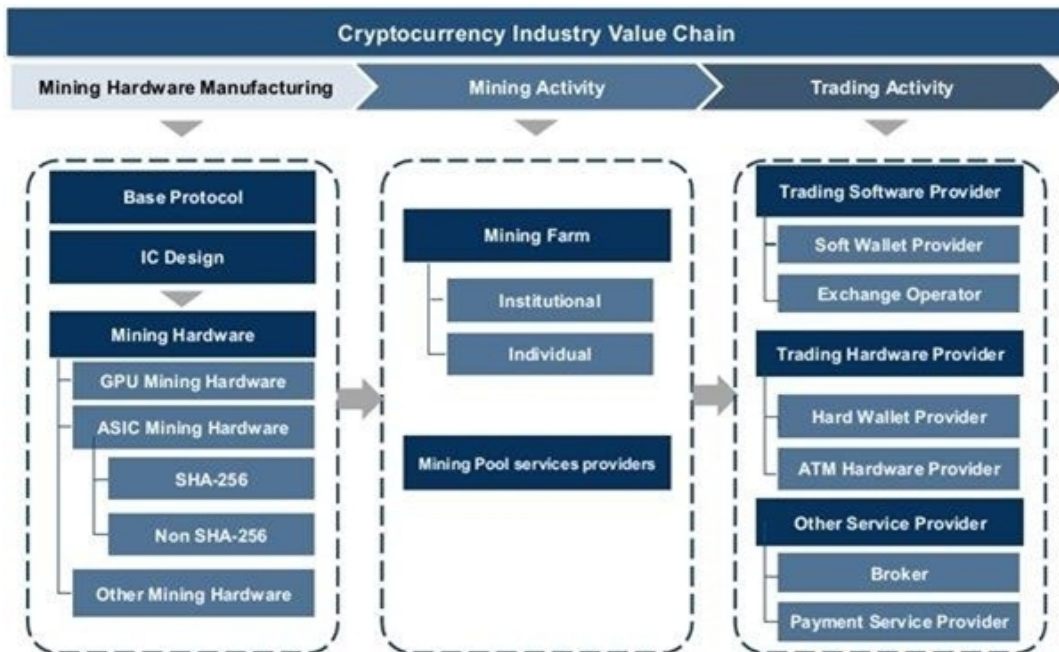 Cryptocurrency Industry Value Chain
Mining Hardware Manufacturing
Mining Activity
Trading Activity
Base Protocol
IC Design
Mining Hardware
GPU Mining Hardware
ASIC Mining Hardware
SHA-256
Non SHA-256
Other Mining Hardware
Mining Farm
Institutional
Individual
Mining Pool services providers
Trading Software Provider
Soft Wallet Provider
Exchange Operator
Trading Hardware Provider
Hard Wallet Provider
ATM Hardware Provider
Other Service Provider
Broker
Payment Service Provider